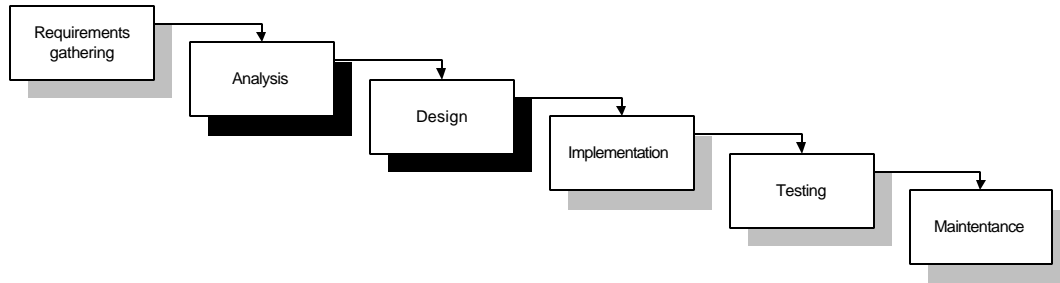 Requirements
gathering
Analysis
Design
Implementation
Testing
Maintentance